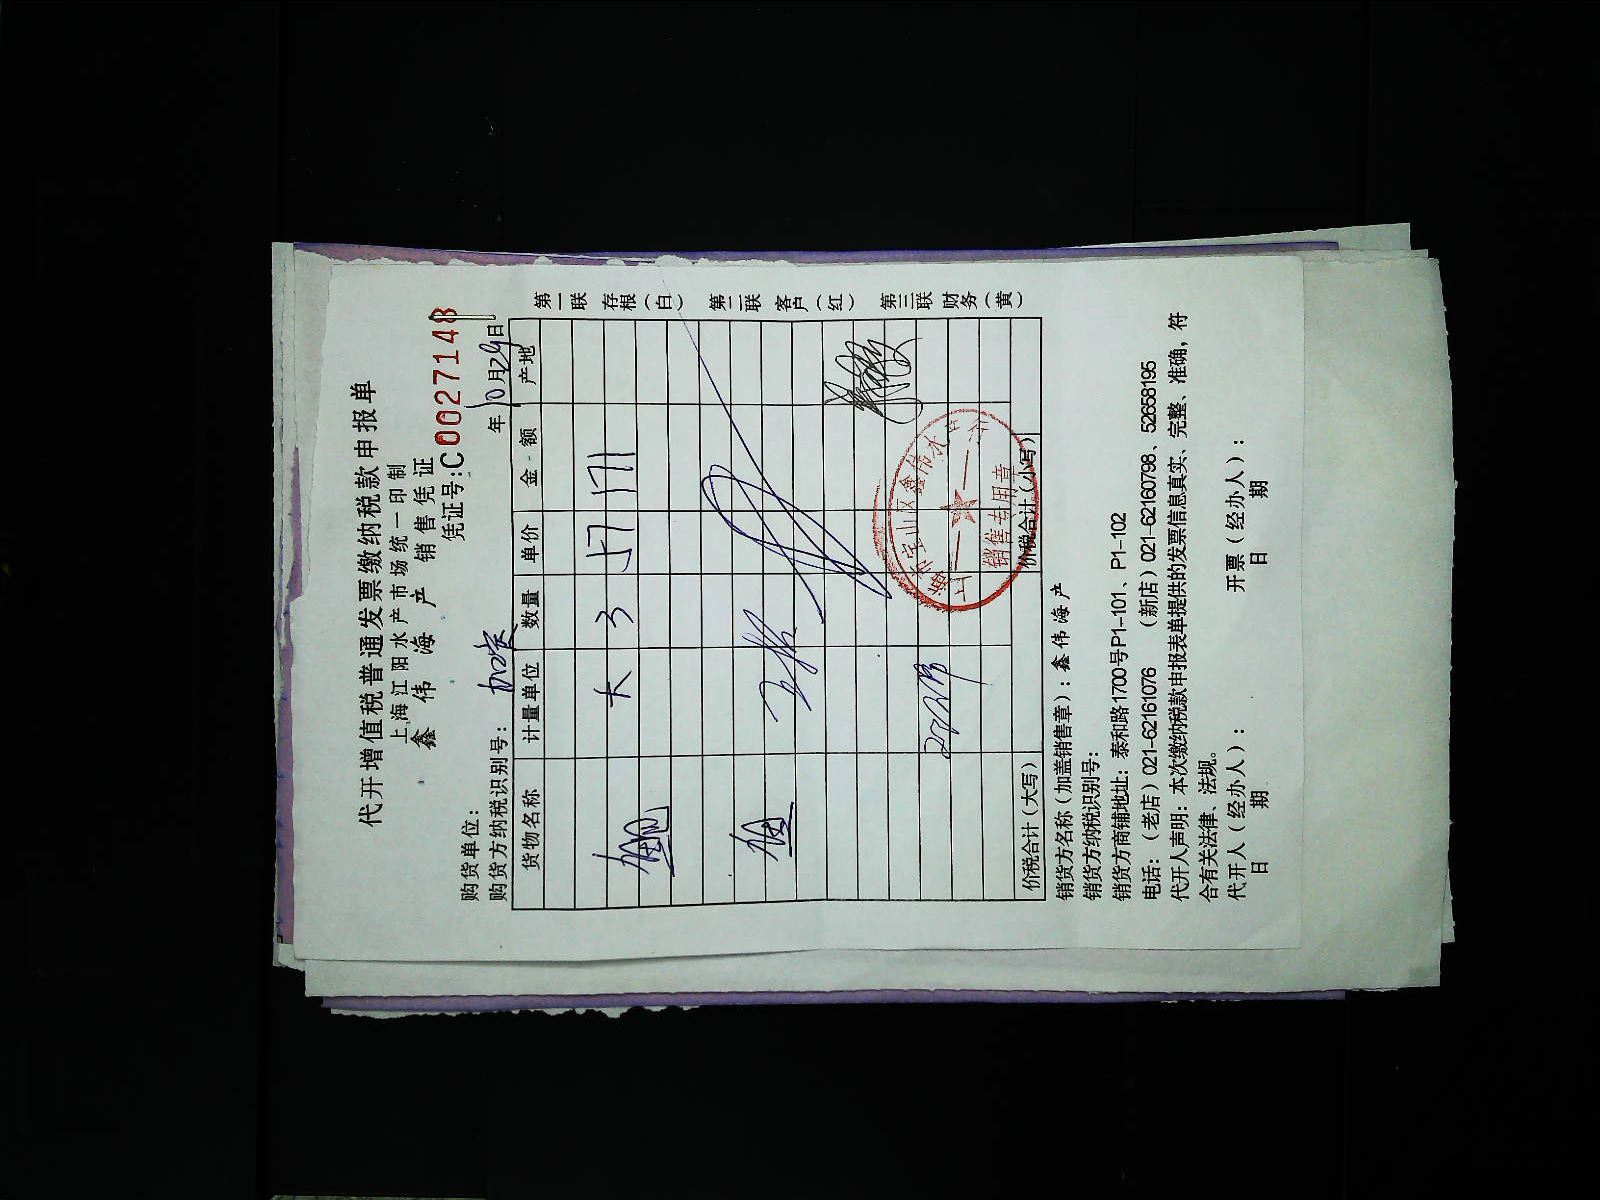 代开增值税普通发票缴纳税款申报单
上海江阳水产市场统一印制
鑫伟海产 销售凭证
凭证号:C0027148
购货单位:
购货方纳税识别号:
年10月29日
货物名称 计量单位 数量 单价 金额 产地
大 3 57 171
价税合计(大写) 价税合计(小写)
第一联 存根(白) 第二联 客户(红) 第三联 财务(黄)
上海市宝山区鑫伟水产
销售专用章
销货方名称(加盖销售章):鑫伟海产
销货方纳税识别号:
销货方商铺地址:泰和路1700号P1-101、P1-102
电话:(老店)021-62161076 (新店)021-62160798、52658195
代开人声明:本次缴纳税款申报表单提供的发票信息真实、完整、准确,符
合有关法律、法规。
代开人(经办人): 开票(经办人):
日 期 日 期